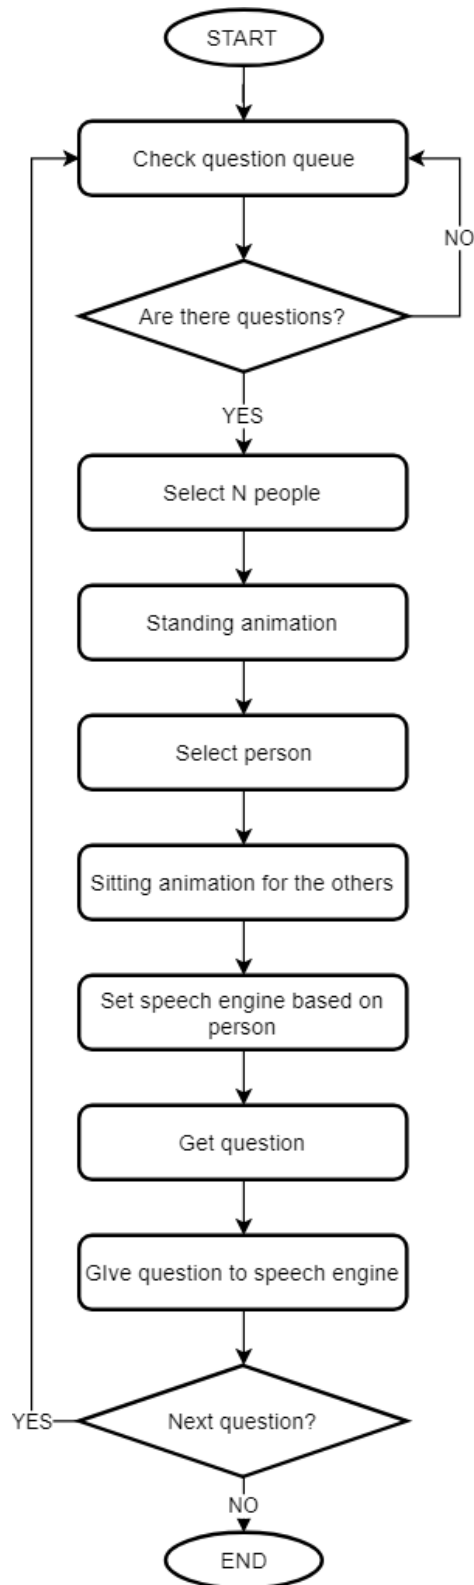 START
Check question queue
NO
Are there questions?
YES
Select N people
Standing animation
Select person
Sitting animation for the others
Set speech engine based on
person
Get question
GIve question to speech engine
YES
Next question?
NO
END